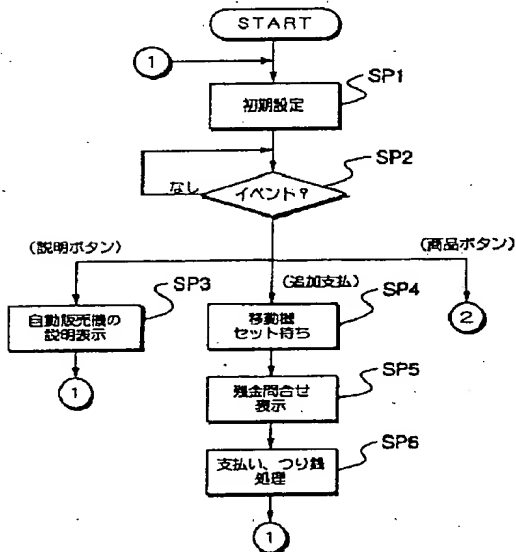 START
1
SP1
初期設定
SP2
なし
イベント?
(説明ボタン)
(追加支払)
(商品ボタン)
SP3
自動販売機の
説明表示
1
SP4
移動機
セット待ち
2
SP5
残金問合せ
表示
SP6
支払い、つり銭
処理
1